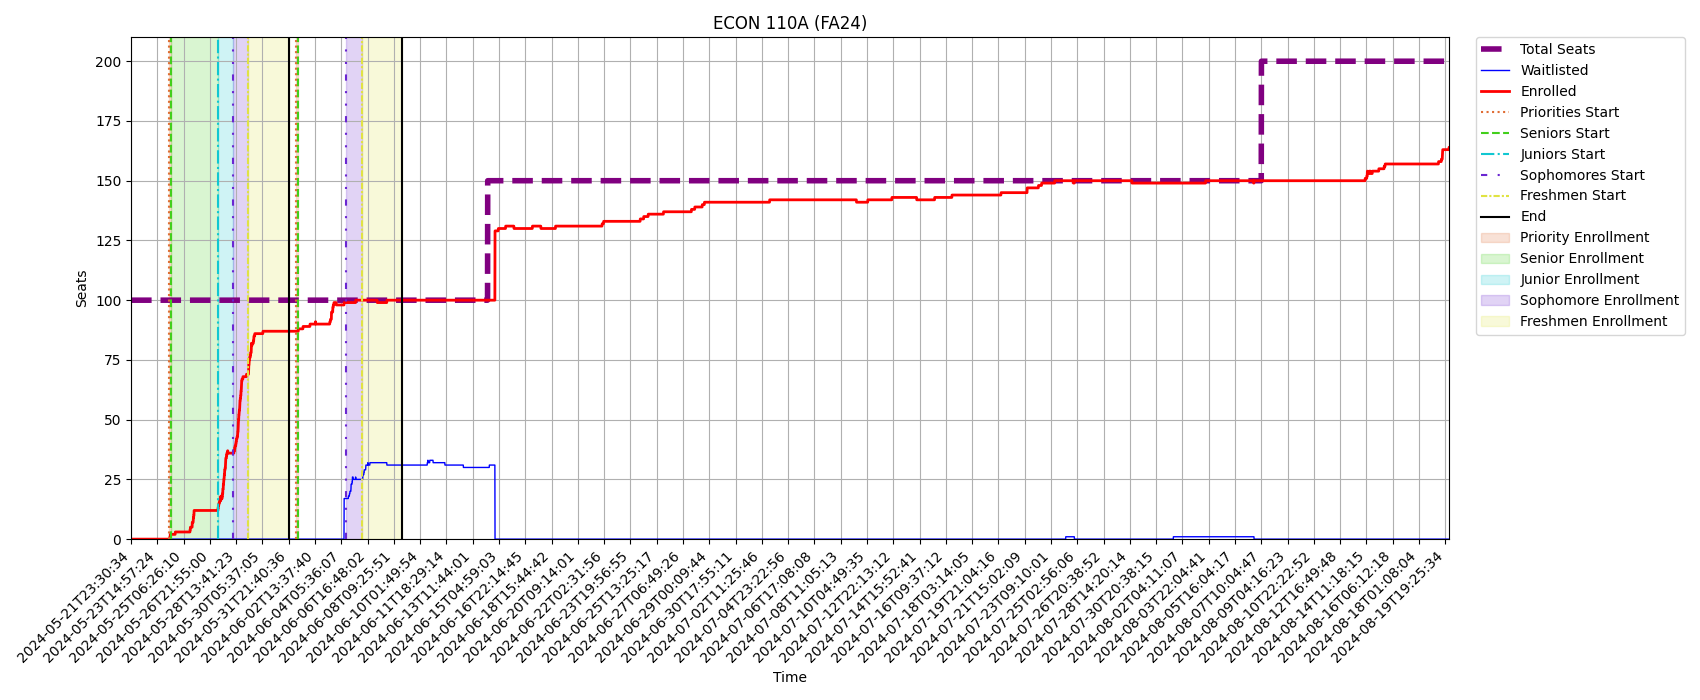 ECON 110A (FA24)
Seats
200
175
150
125
100
75
50
25
0
2024-05-21T23:30:34
2024-05-23T14:57:24
2024-05-25T06:26:10
2024-05-26T21:55:00
2024-05-28T13:41:23
2024-05-30T05:37:05
2024-05-31T21:40:36
2024-06-02T13:37:40
2024-06-04T05:36:07
2024-06-06T16:48:02
2024-06-08T09:25:51
2024-06-10T01:49:54
2024-06-11T18:29:14
2024-06-13T11:44:01
2024-06-15T04:59:03
2024-06-16T22:14:45
2024-06-18T15:44:42
2024-06-20T09:14:01
2024-06-22T02:31:56
2024-06-23T19:56:55
2024-06-25T13:25:17
2024-06-27T06:49:26
2024-06-29T00:09:44
2024-06-30T17:55:11
2024-07-02T11:25:46
2024-07-04T23:22:56
2024-07-06T17:08:08
2024-07-08T11:05:13
2024-07-10T04:49:35
2024-07-12T22:13:12
2024-07-14T15:52:41
2024-07-16T09:37:12
2024-07-18T03:14:05
2024-07-19T21:04:16
2024-07-21T15:02:09
2024-07-23T09:10:01
2024-07-25T02:56:06
2024-07-26T20:38:52
2024-07-28T14:20:14
2024-07-30T20:38:15
2024-08-02T04:11:07
2024-08-03T22:04:41
2024-08-05T16:04:17
2024-08-07T10:04:47
2024-08-09T04:16:23
2024-08-10T22:22:52
2024-08-12T16:49:48
2024-08-14T11:18:15
2024-08-16T06:12:18
2024-08-18T01:08:04
2024-08-19T19:25:34
Time
Total Seats
Waitlisted
Enrolled
Priorities Start
Seniors Start
Juniors Start
Sophomores Start
Freshmen Start
End
Priority Enrollment
Senior Enrollment
Junior Enrollment
Sophomore Enrollment
Freshmen Enrollment